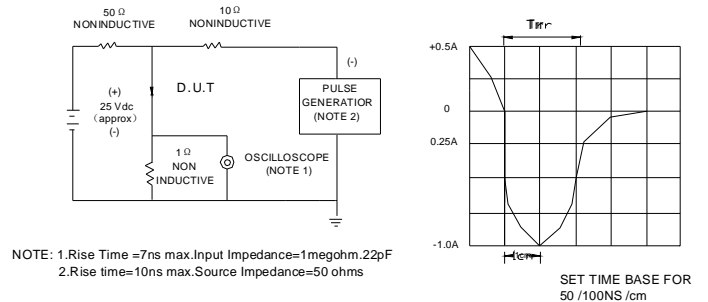 50 Ω
NONINDUCTIVE
10 Ω
NONINDUCTIVE
(+)
25 Vdc
(approx)
(-)
D.U.T
(-)
PULSE
GENERATIOR
(NOTE 2)
1 Ω
NON
INDUCTIVE
OSCILLOSCOPE
(NOTE 1)
NOTE: 1.Rise Time =7ns max.Input Impedance=1megohm.22pF
2.Rise time=10ns max.Source Impedance=50 ohms
Trr
+0.5A
0
0.25A
-1.0A
1cm
SET TIME BASE FOR
50 /100NS /cm